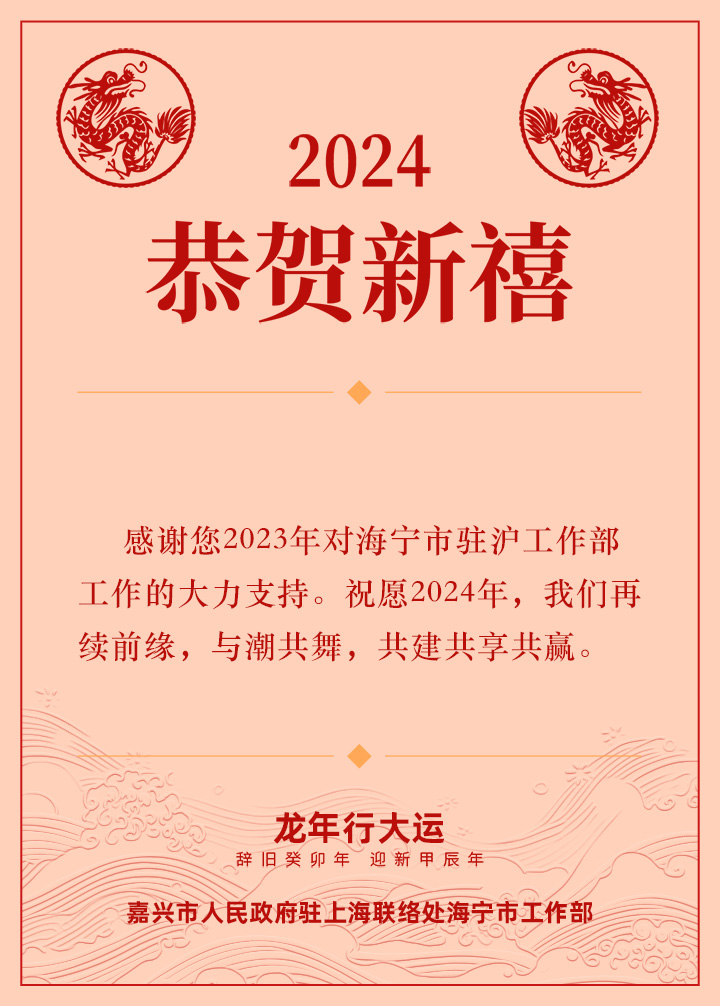 2024
恭贺新禧
感谢您2023年对海宁市驻沪工作部
工作的大力支持。祝愿2024年，我们再
续前缘，与潮共舞，共建共享共赢。
龙年行大运
辞旧癸卯年 迎新甲辰年
嘉兴市人民政府驻上海联络处海宁市工作部